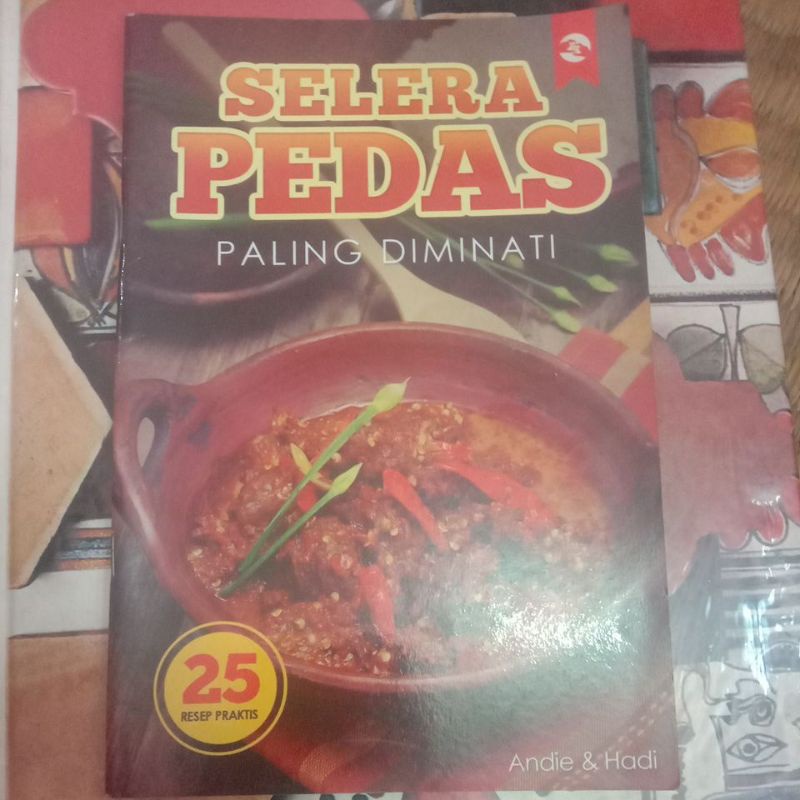 SELERA
PEDAS
PALING DIMINATI
25
RESEP PRAKTIS
Andie & Hadi